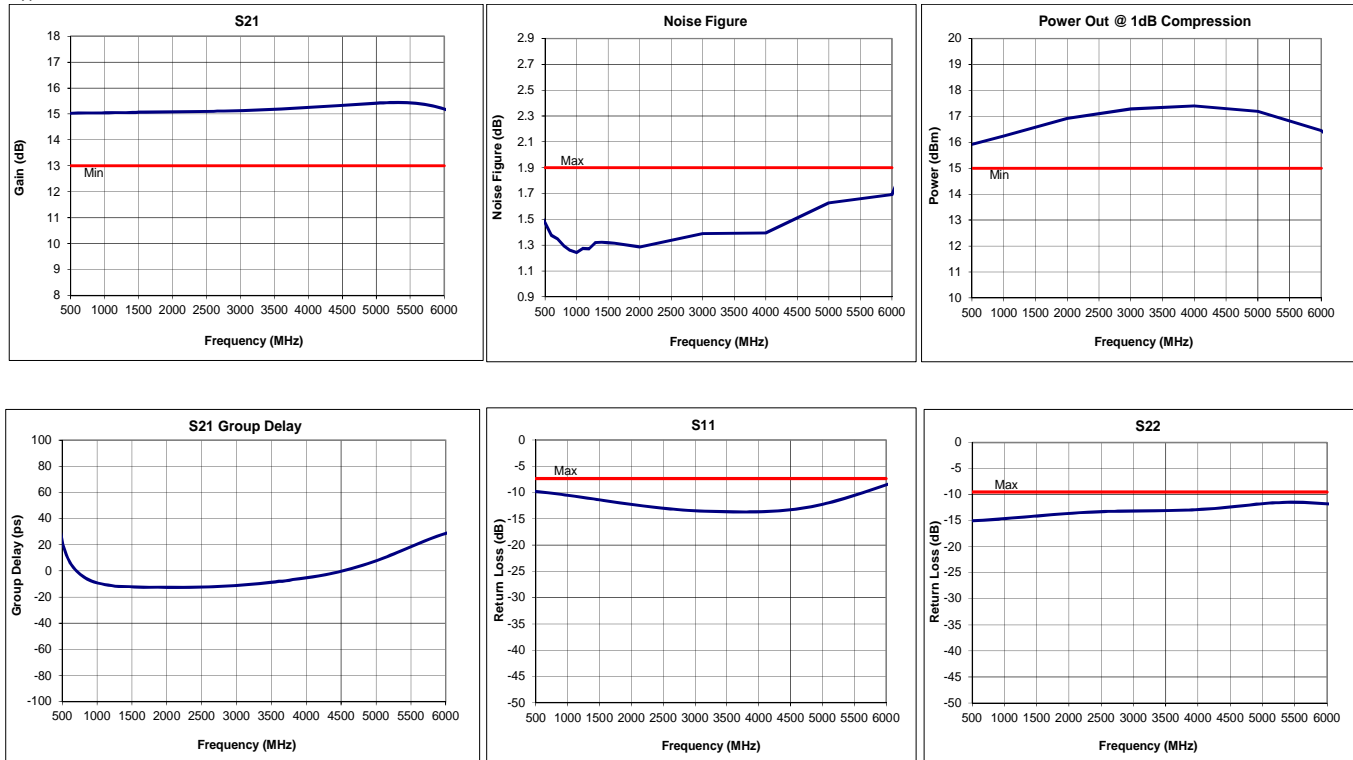 S21
Gain (dB)
18
17
16
15
14
13
12
11
10
9
8
Min
500 1000 1500 2000 2500 3000 3500 4000 4500 5000 5500 6000
Frequency (MHz)
Noise Figure
Noise Figure (dB)
2.9
2.7
2.5
2.3
2.1
1.9
1.7
1.5
1.3
1.1
0.9
Max
500 1000 1500 2000 2500 3000 3500 4000 4500 5000 5500 6000
Frequency (MHz)
Power Out @ 1dB Compression
Power (dBm)
20
19
18
17
16
15
14
13
12
11
10
Min
500 1000 1500 2000 2500 3000 3500 4000 4500 5000 5500 6000
Frequency (MHz)
S21 Group Delay
Group Delay (ps)
100
80
60
40
20
0
-20
-40
-60
-80
-100
500 1000 1500 2000 2500 3000 3500 4000 4500 5000 5500 6000
Frequency (MHz)
S11
Return Loss (dB)
0
-5
-10
-15
-20
-25
-30
-35
-40
-45
-50
Max
500 1000 1500 2000 2500 3000 3500 4000 4500 5000 5500 6000
Frequency (MHz)
S22
Return Loss (dB)
0
-5
-10
-15
-20
-25
-30
-35
-40
-45
-50
Max
500 1000 1500 2000 2500 3000 3500 4000 4500 5000 5500 6000
Frequency (MHz)